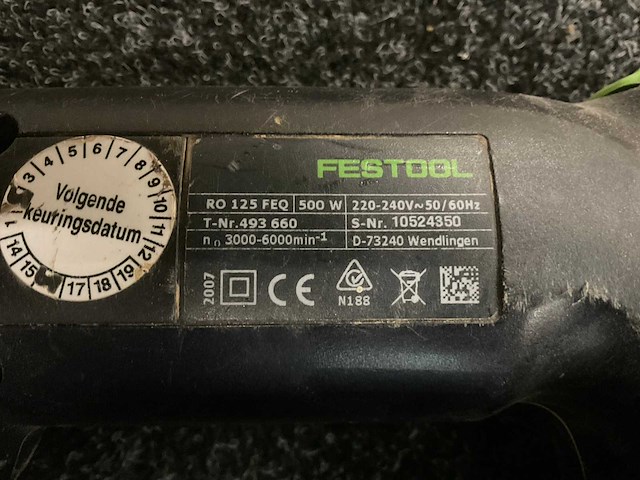 FESTOOL
RO 125 FEQ 500 W 220-240V~50/60Hz
T-Nr.493 660 S-Nr. 10524350
n₀ 3000-6000min⁻¹ D-73240 Wendlingen
2007 CE N188
1 3 4 5 6 7 8 9 10 11 12
Volgende
keuringsdatum
14 15 17 18 19